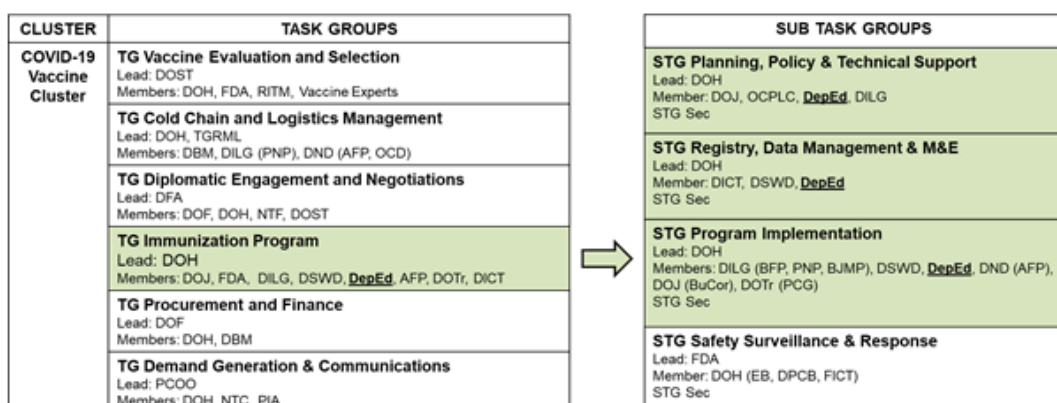 CLUSTER
TASK GROUPS
COVID-19
Vaccine
Cluster
TG Vaccine Evaluation and Selection
Lead: DOST
Members: DOH, FDA, RITM, Vaccine Experts
TG Cold Chain and Logistics Management
Lead: DOH, TGRML
Members: DBM, DILG (PNP), DND (AFP, OCD)
TG Diplomatic Engagement and Negotiations
Lead: DFA
Members: DOF, DOH, NTF, DOST
TG Immunization Program
Lead: DOH
Members: DOJ, FDA, DILG, DSWD, DepEd, AFP, DOTr, DICT
TG Procurement and Finance
Lead: DOF
Members: DOH, DBM
TG Demand Generation & Communications
Lead: PCOO
Members: DOH, NTC, PIA
SUB TASK GROUPS
STG Planning, Policy & Technical Support
Lead: DOH
Member: DOJ, OCPLC, DepEd, DILG
STG Sec
STG Registry, Data Management & M&E
Lead: DOH
Member: DICT, DSWD, DepEd
STG Sec
STG Program Implementation
Lead: DOH
Members: DILG (BFP, PNP, BJMP), DSWD, DepEd, DND (AFP),
DOJ (BuCor), DOTr (PCG)
STG Sec
STG Safety Surveillance & Response
Lead: FDA
Member: DOH (EB, DPCB, FICT)
STG Sec